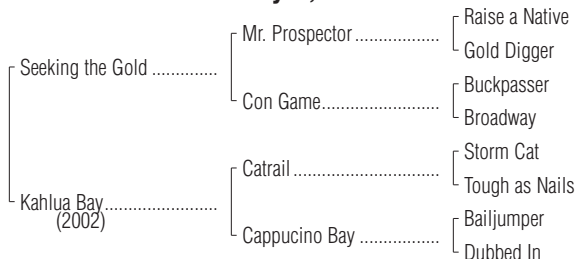 Raise a Native
Mr. Prospector ..................
Gold Digger
Seeking the Gold .............
Buckpasser
Con Game.........................
Broadway
Storm Cat
Catrail ...............................
Tough as Nails
Kahlua Bay......................
(2002)
Bailjumper
Cappucino Bay .................
Dubbed In